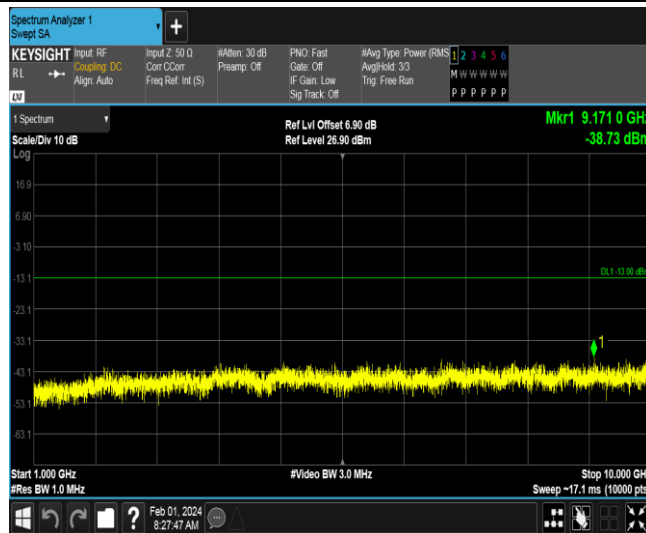 Spectrum Analyzer 1
Swept SA
+
KEYSIGHT
RL
Input: RF
Coupling: DC
Align: Auto
Input Z: 50 Ω
Corr CCorr
Freq Ref: Int (S)
#Atten: 30 dB
Preamp: Off
PNO: Fast
Gate: Off
IF Gain: Low
Sig Track: Off
#Avg Type: Power (RMS
Avg|Hold: 3/3
Trig: Free Run
1 2 3 4 5 6
M W W W W W
P P P P P P
1 Spectrum
Scale/Div 10 dB
Ref Lvl Offset 6.90 dB
Ref Level 26.90 dBm
Mkr1 9.171 0 GHz
-38.73 dBm
Log
16.9
6.90
-3.10
-13.1
DL1 -13.00 dBm
-23.1
-33.1
1
-43.1
-53.1
-63.1
Start 1.000 GHz
#Res BW 1.0 MHz
#Video BW 3.0 MHz
Stop 10.000 GHz
Sweep ~17.1 ms (10000 pts
?
Feb 01, 2024
8:27:47 AM